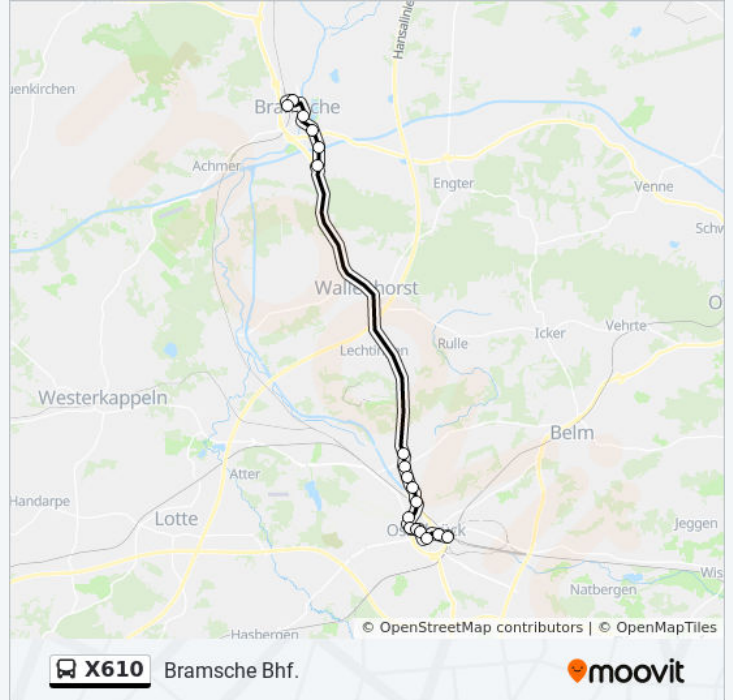 Hansalinie
uenkirchen
Bramsche
Achmer
Engter
Venne
Schw
Wallenhorst
O
Vehrte
Icker
Rulle
Lechtingen
Westerkappeln
Belm
Atter
Handarpe
Lotte
Jeggen
Osnabrück
Wis
Natbergen
Hasbergen
© OpenStreetMap contributors | © OpenMapTiles
X610 Bramsche Bhf.
moovit